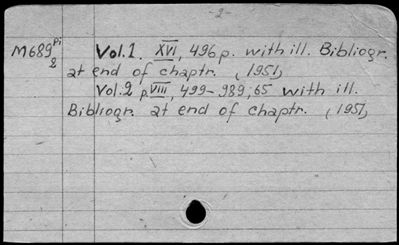 -2-
M689 pi Vol.1. XVI, 496 p. with ill. Bibliogr.
2 at end of chaptr. (1951)
Vol.2 p.VIII, 499-989, 65 with ill.
Bibliogr. at end of chaptr. (1951)